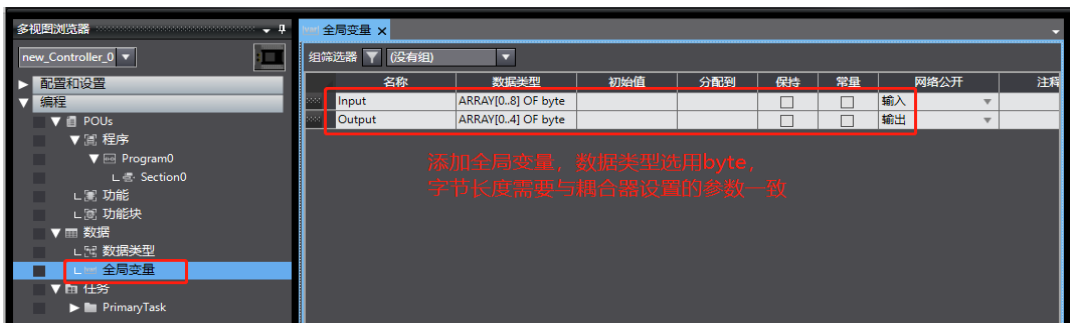 多视图浏览器
new_Controller_0
配置和设置
编程
POUs
程序
Program0
Section0
功能
功能块
数据
数据类型
全局变量
任务
PrimaryTask
全局变量
组筛选器 (没有组)
名称 数据类型 初始值 分配到 保持 常量 网络公开 注释
Input ARRAY[0..8] OF byte 输入
Output ARRAY[0..4] OF byte 输出
添加全局变量，数据类型选用byte，
字节长度需要与耦合器设置的参数一致